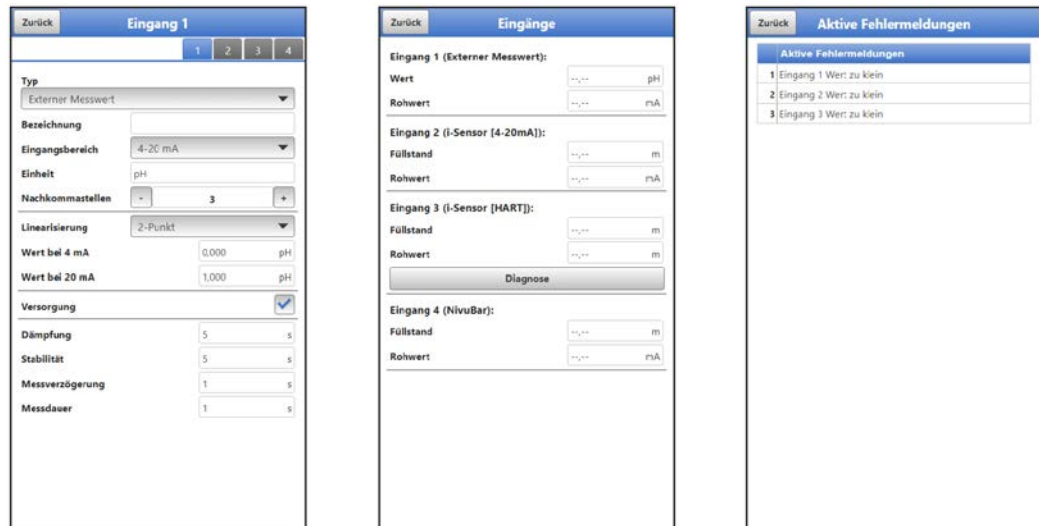 Zurück Eingang 1
1 2 3 4
Typ
Externer Messwert
Bezeichnung
Eingangsbereich 4-20 mA
Einheit pH
Nachkommastellen - 3 +
Linearisierung 2-Punkt
Wert bei 4 mA 0,000 pH
Wert bei 20 mA 1,000 pH
Versorgung
Dämpfung 5 s
Stabilität 5 s
Messverzögerung 1 s
Messdauer 1 s
Zurück Eingänge
Eingang 1 (Externer Messwert):
Wert --,-- pH
Rohwert --,-- mA
Eingang 2 (i-Sensor [4-20mA]):
Füllstand --,-- m
Rohwert --,-- mA
Eingang 3 (i-Sensor [HART]):
Füllstand --,-- m
Rohwert --,-- m
Diagnose
Eingang 4 (NivuBar):
Füllstand --,-- m
Rohwert --,-- mA
Zurück Aktive Fehlermeldungen
Aktive Fehlermeldungen
1 Eingang 1 Wert zu klein
2 Eingang 2 Wert zu klein
3 Eingang 3 Wert zu klein